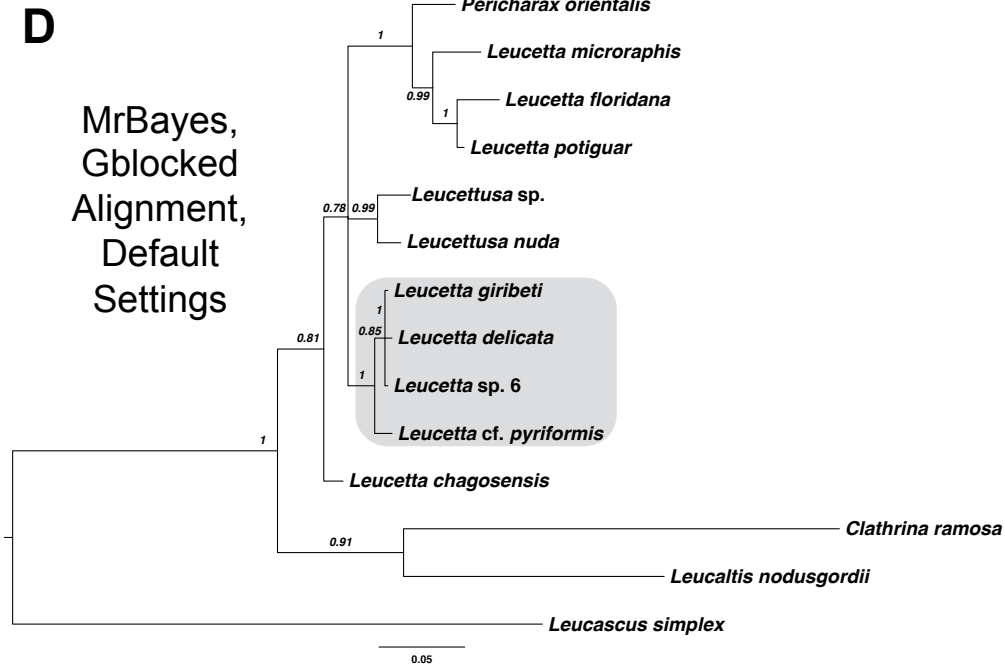 D
MrBayes,
Gblocked
Alignment,
Default
Settings
Pericharax orientalis
1
Leucetta microraphis
0.99
Leucetta floridana
1
Leucetta potiguar
Leucettusa sp.
0.78 0.99
Leucettusa nuda
Leucetta giribeti
1
0.85
Leucetta delicata
1
Leucetta sp. 6
Leucetta cf. pyriformis
0.81
1
Leucetta chagosensis
Clathrina ramosa
0.91
Leucaltis nodusgordii
Leucascus simplex
0.05